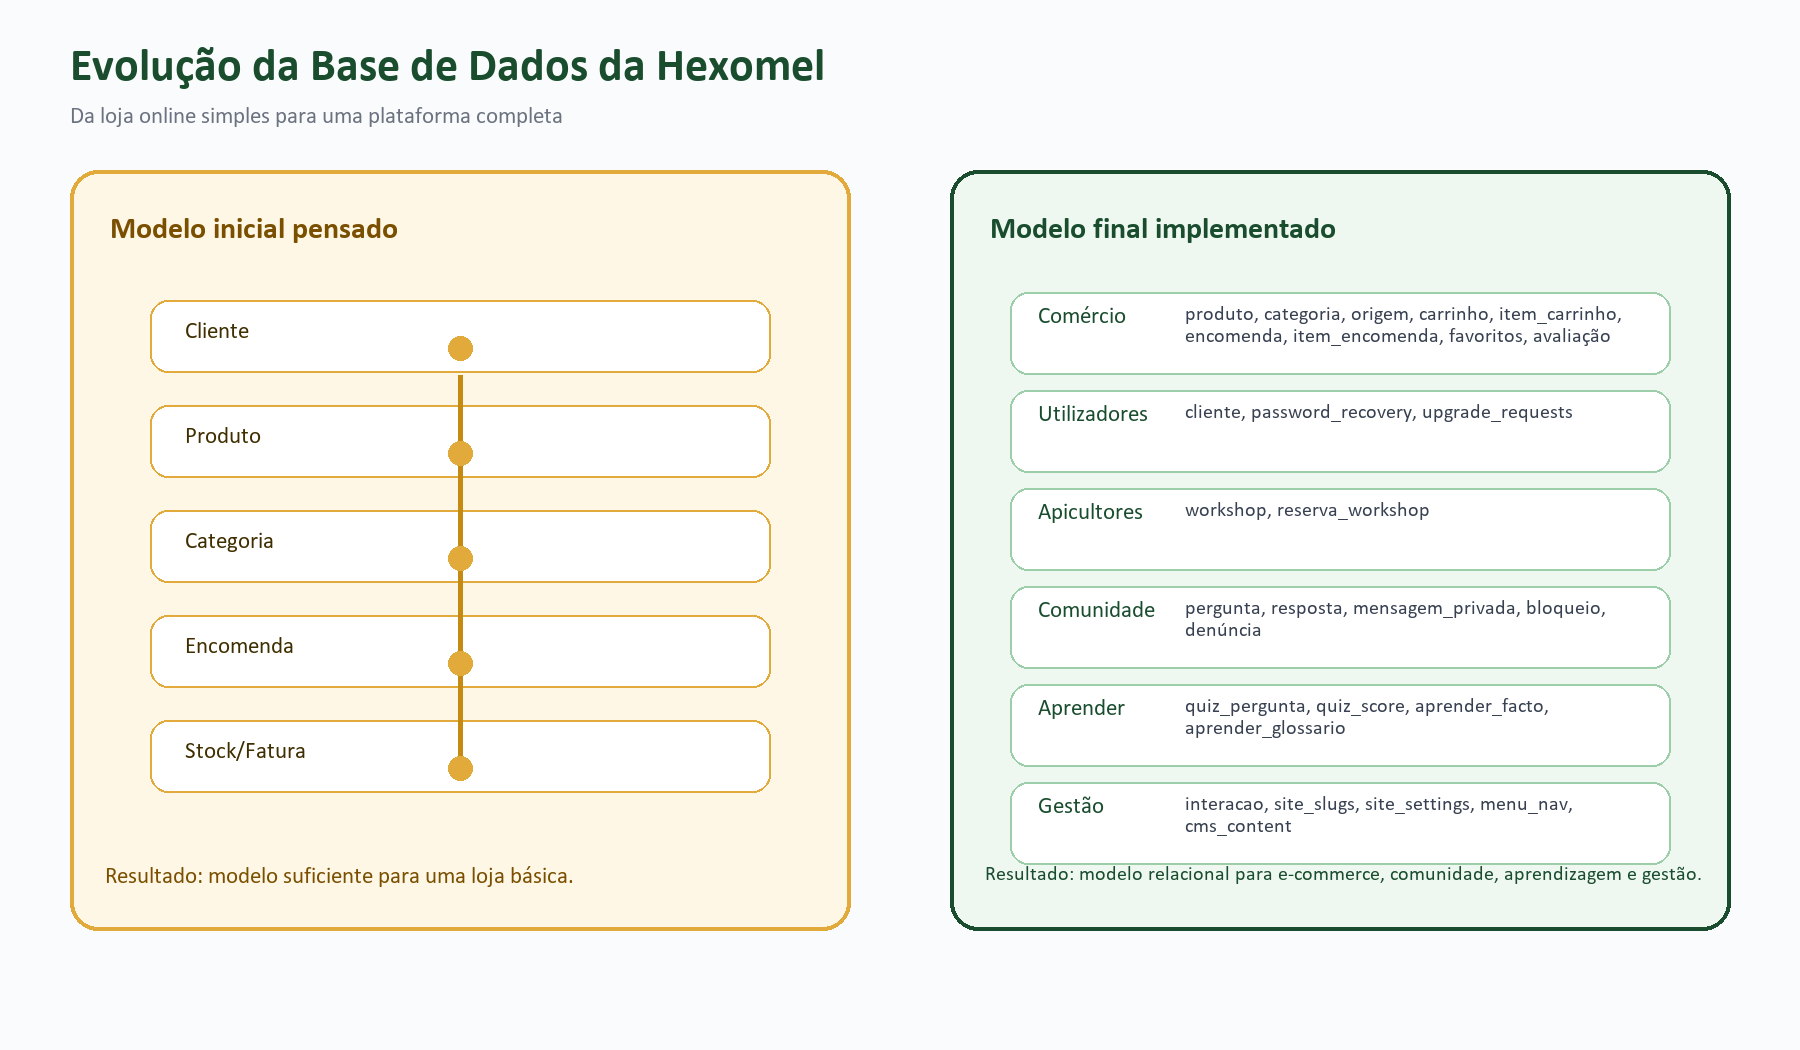 Evolução da Base de Dados da Hexomel
Da loja online simples para uma plataforma completa
Modelo inicial pensado
Cliente
Produto
Categoria
Encomenda
Stock/Fatura
Resultado: modelo suficiente para uma loja básica.
Modelo final implementado
Comércio
produto, categoria, origem, carrinho, item_carrinho,
encomenda, item_encomenda, favoritos, avaliação
Utilizadores
cliente, password_recovery, upgrade_requests
Apicultores
workshop, reserva_workshop
Comunidade
pergunta, resposta, mensagem_privada, bloqueio,
denúncia
Aprender
quiz_pergunta, quiz_score, aprender_facto,
aprender_glossario
Gestão
interacao, site_slugs, site_settings, menu_nav,
cms_content
Resultado: modelo relacional para e-commerce, comunidade, aprendizagem e gestão.